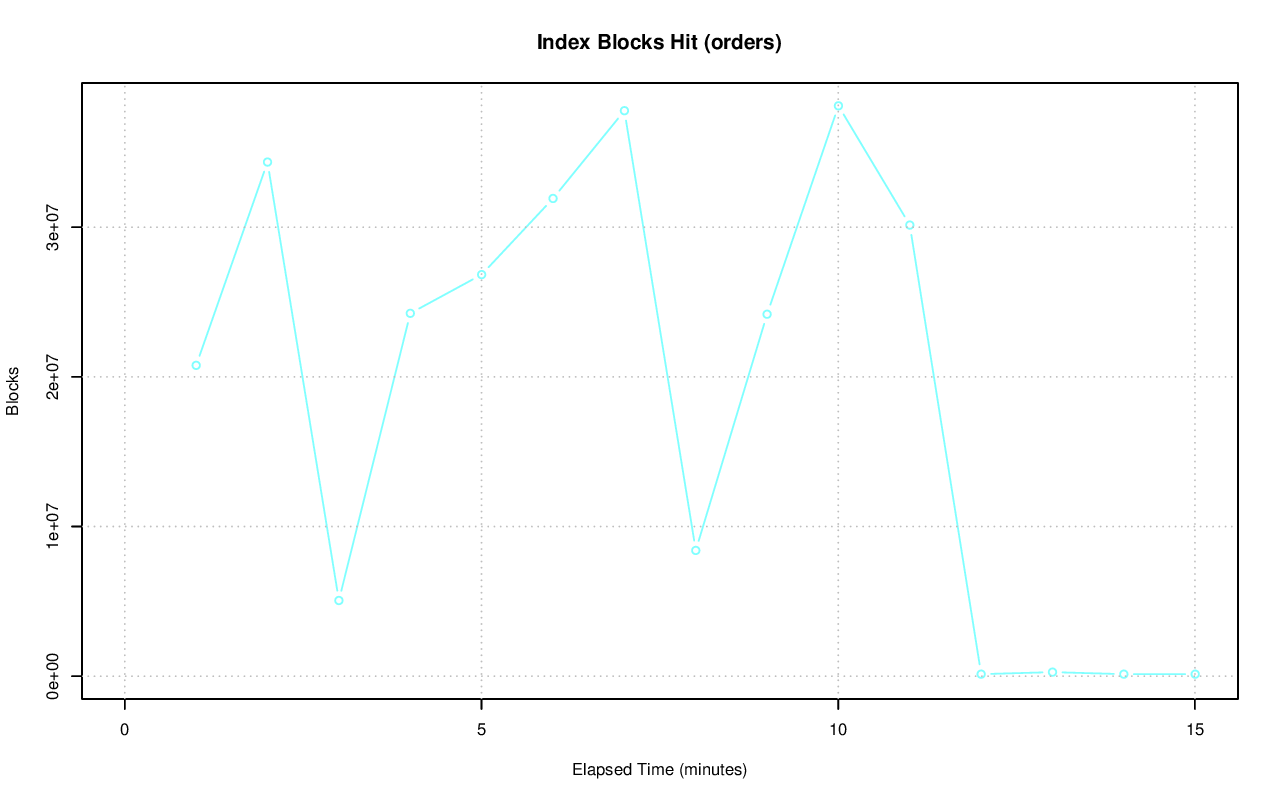 Index Blocks Hit (orders)
Blocks
3e+07
2e+07
1e+07
0e+00
0 5 10 15
Elapsed Time (minutes)